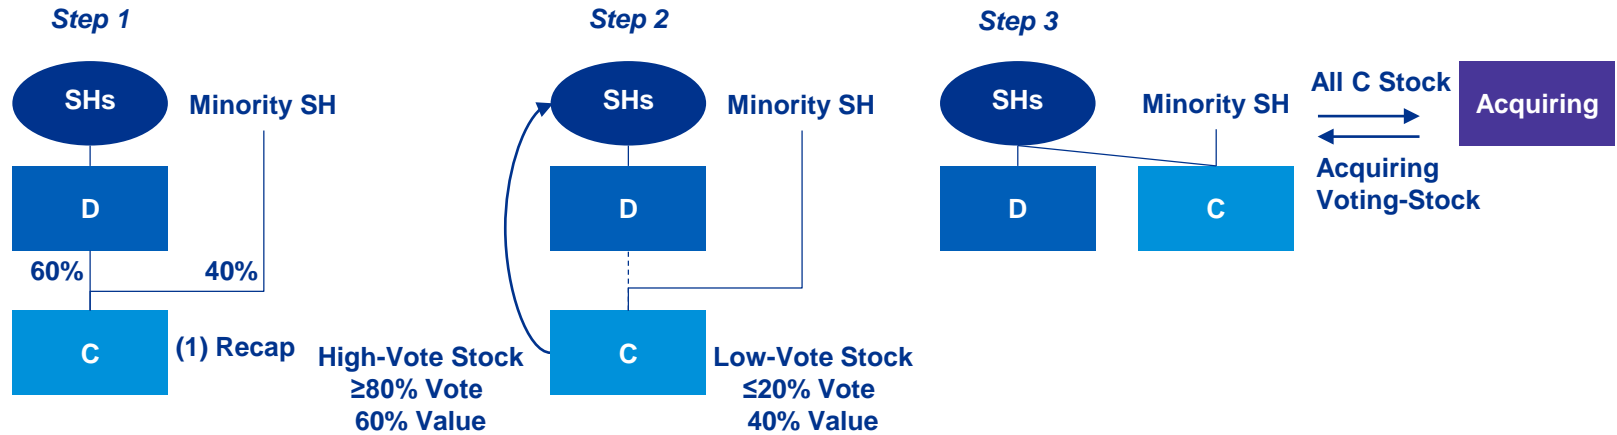 Step 1
SHs
Minority SH
D
60%
40%
C
(1) Recap
Step 2
SHs
Minority SH
D
C
High-Vote Stock
≥80% Vote
60% Value
Low-Vote Stock
≤20% Vote
40% Value
Step 3
SHs
Minority SH
D
C
All C Stock
Acquiring
Voting-Stock
Acquiring